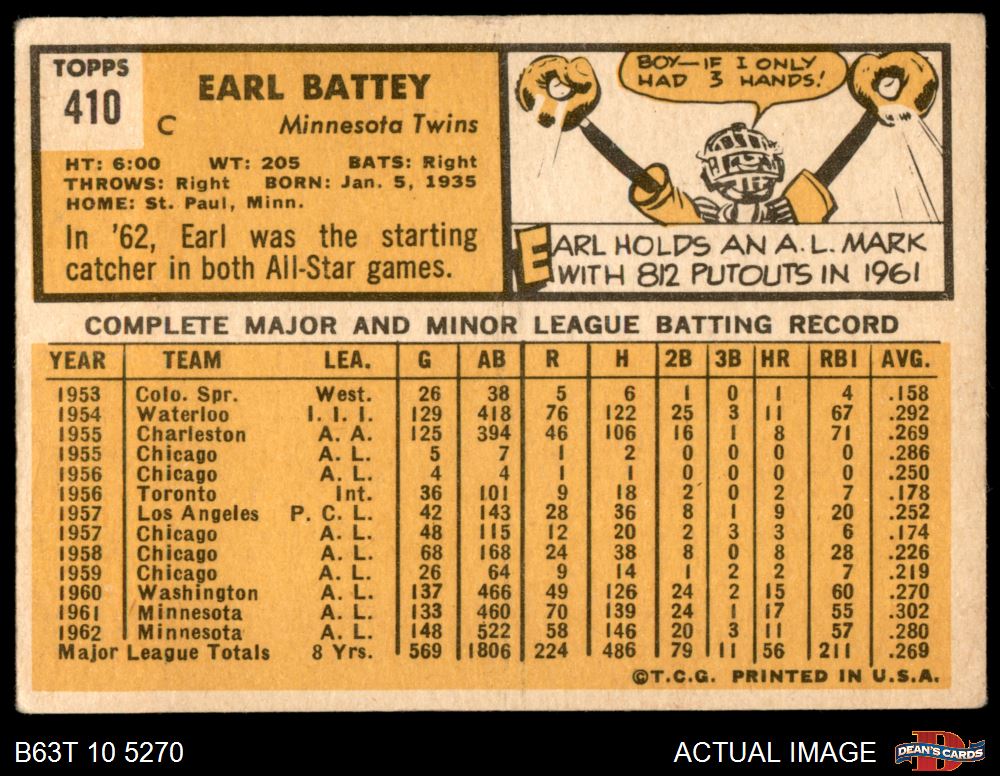 TOPPS
410
EARL BATTEY
C Minnesota Twins
HT: 6:00 WT: 205 BATS: Right
THROWS: Right BORN: Jan. 5, 1935
HOME: St. Paul, Minn.
In '62, Earl was the starting
catcher in both All-Star games.
BOY—IF I ONLY
HAD 3 HANDS!
EARL HOLDS AN A.L. MARK
WITH 812 PUTOUTS IN 1961
COMPLETE MAJOR AND MINOR LEAGUE BATTING RECORD
YEAR TEAM LEA. G AB R H 2B 3B HR RBI AVG.
1953 Colo. Spr. West. 26 38 5 6 1 0 1 4 .158
1954 Waterloo I. I. I. 129 418 76 122 25 3 11 67 .292
1955 Charleston A. A. 125 394 46 106 16 1 8 71 .269
1955 Chicago A. L. 5 7 1 2 0 0 0 0 .286
1956 Chicago A. L. 4 4 1 1 0 0 0 0 .250
1956 Toronto Int. 36 101 9 18 2 0 2 7 .178
1957 Los Angeles P. C. L. 42 143 28 36 8 1 9 20 .252
1957 Chicago A. L. 48 115 12 20 2 3 3 6 .174
1958 Chicago A. L. 68 168 24 38 8 0 8 28 .226
1959 Chicago A. L. 26 64 9 14 1 2 2 7 .219
1960 Washington A. L. 137 466 49 126 24 2 15 60 .270
1961 Minnesota A. L. 133 460 70 139 24 1 17 55 .302
1962 Minnesota A. L. 148 522 58 146 20 3 11 57 .280
Major League Totals 8 Yrs. 569 1806 224 486 79 11 56 211 .269
©T.C.G. PRINTED IN U.S.A.
B63T 10 5270
ACTUAL IMAGE
DEAN'S CARDS